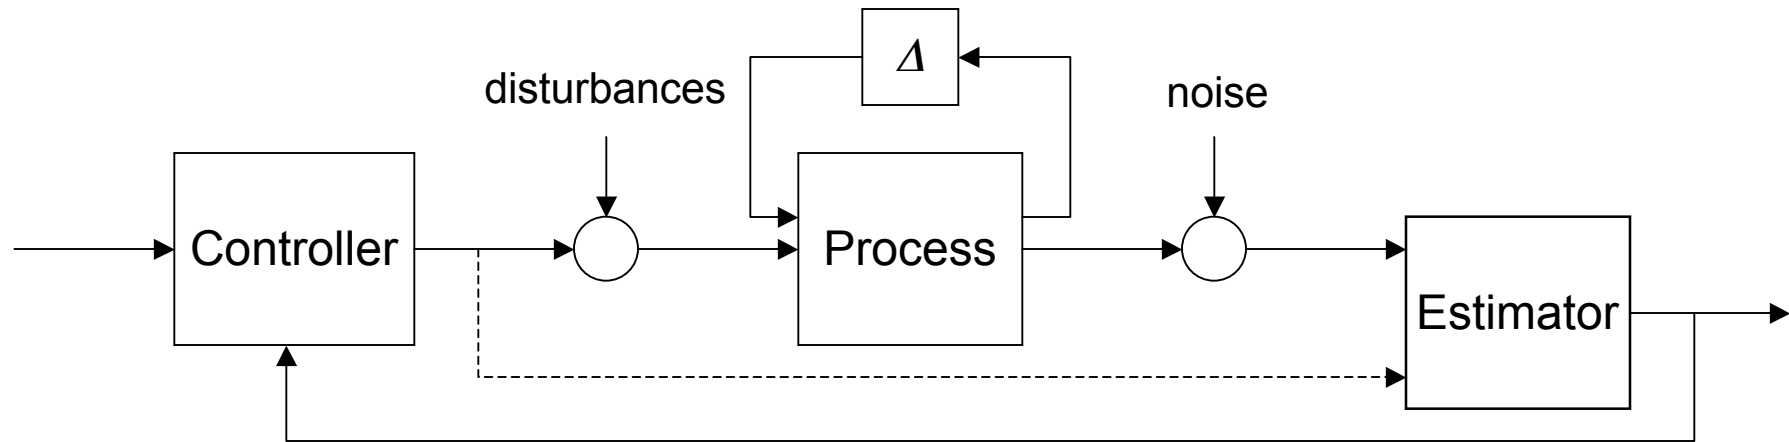 Δ
disturbances
noise
Controller
Process
Estimator